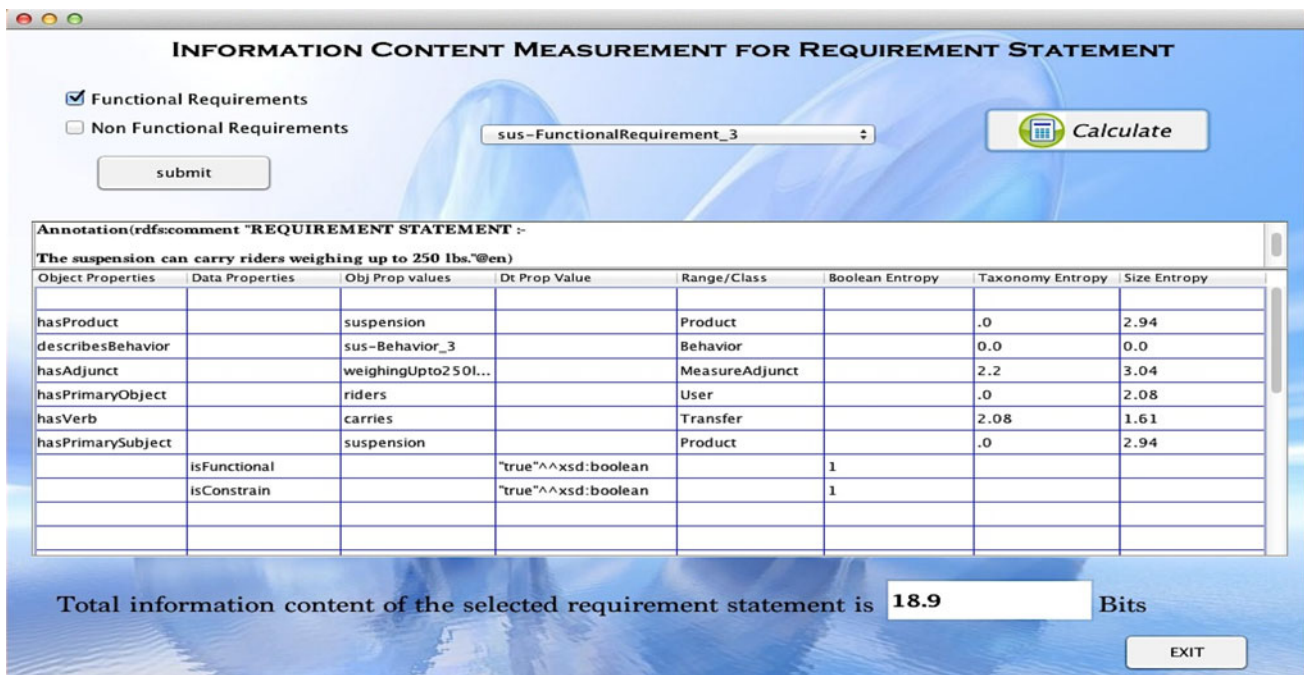 INFORMATION CONTENT MEASUREMENT FOR REQUIREMENT STATEMENT
Functional Requirements
Non Functional Requirements
sus-FunctionalRequirement_3
Calculate
submit
Annotation(rdfs:comment "REQUIREMENT STATEMENT :-
The suspension can carry riders weighing up to 250 lbs."@en)
Object Properties Data Properties Obj Prop values Dt Prop Value Range/Class Boolean Entropy Taxonomy Entropy Size Entropy
hasProduct suspension Product .0 2.94
describesBehavior sus-Behavior_3 Behavior 0.0 0.0
hasAdjunct weighingUpto250l... MeasureAdjunct 2.2 3.04
hasPrimaryObject riders User .0 2.08
hasVerb carries Transfer 2.08 1.61
hasPrimarySubject suspension Product .0 2.94
isFunctional "true"^^xsd:boolean 1
isConstrain "true"^^xsd:boolean 1
Total information content of the selected requirement statement is 18.9 Bits
EXIT